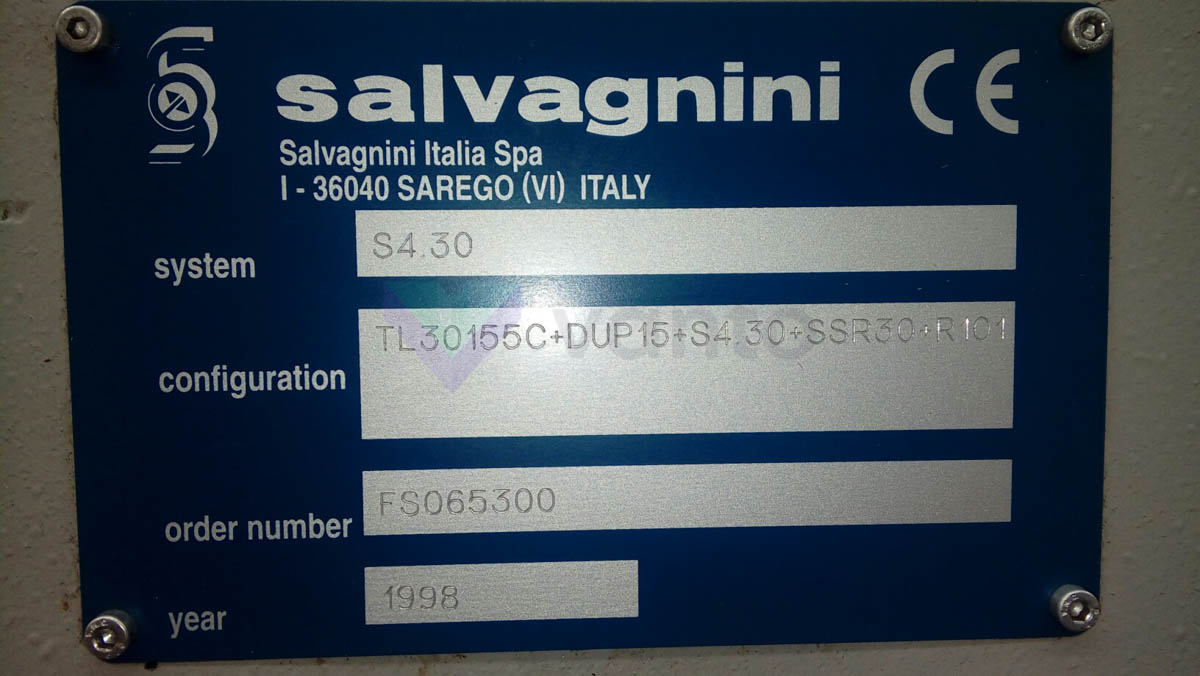 salvagnini CE
Salvagnini Italia Spa
I - 36040 SAREGO (VI) ITALY
system S4.30
configuration TL30155C+DUP15+S4.30+SSR30+R101
order number FS065300
year 1998